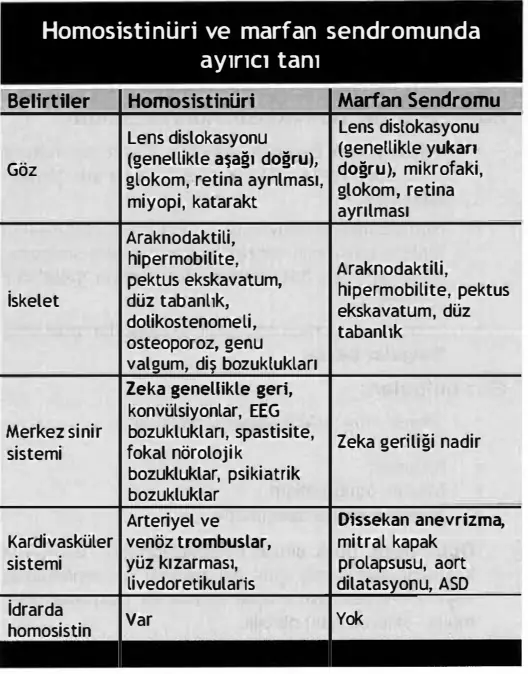 Homosistinüri ve marfan sendromunda
ayırıcı tanı
Belirtiler Homosistinüri Marfan Sendromu
Göz
Lens dislokasyonu
(genellikle aşağı doğru),
glokom, retina ayrılması,
miyopi, katarakt
Lens dislokasyonu
(genellikle yukarı
doğru), mikrofaki,
glokom, retina
ayrılması
İskelet
Araknodaktili,
hipermobilite,
pektus ekskavatum,
düz tabanlık,
dolikostenomeli,
osteoporoz, genu
valgum, diş bozuklukları
Araknodaktili,
hipermobilite, pektus
ekskavatum, düz
tabanlık
Merkez sinir
sistemi
Zeka genellikle geri,
konvülsiyonlar, EEG
bozuklukları, spastisite,
fokal nörolojik
bozukluklar, psikiatrik
bozukluklar
Zeka geriliği nadir
Kardivasküler
sistemi
Arteriyel ve
venöz trombuslar,
yüz kızarması,
livedoretikularis
Dissekan anevrizma,
mitral kapak
prolapsusu, aort
dilatasyonu, ASD
İdrarda
homosistin
Var
Yok